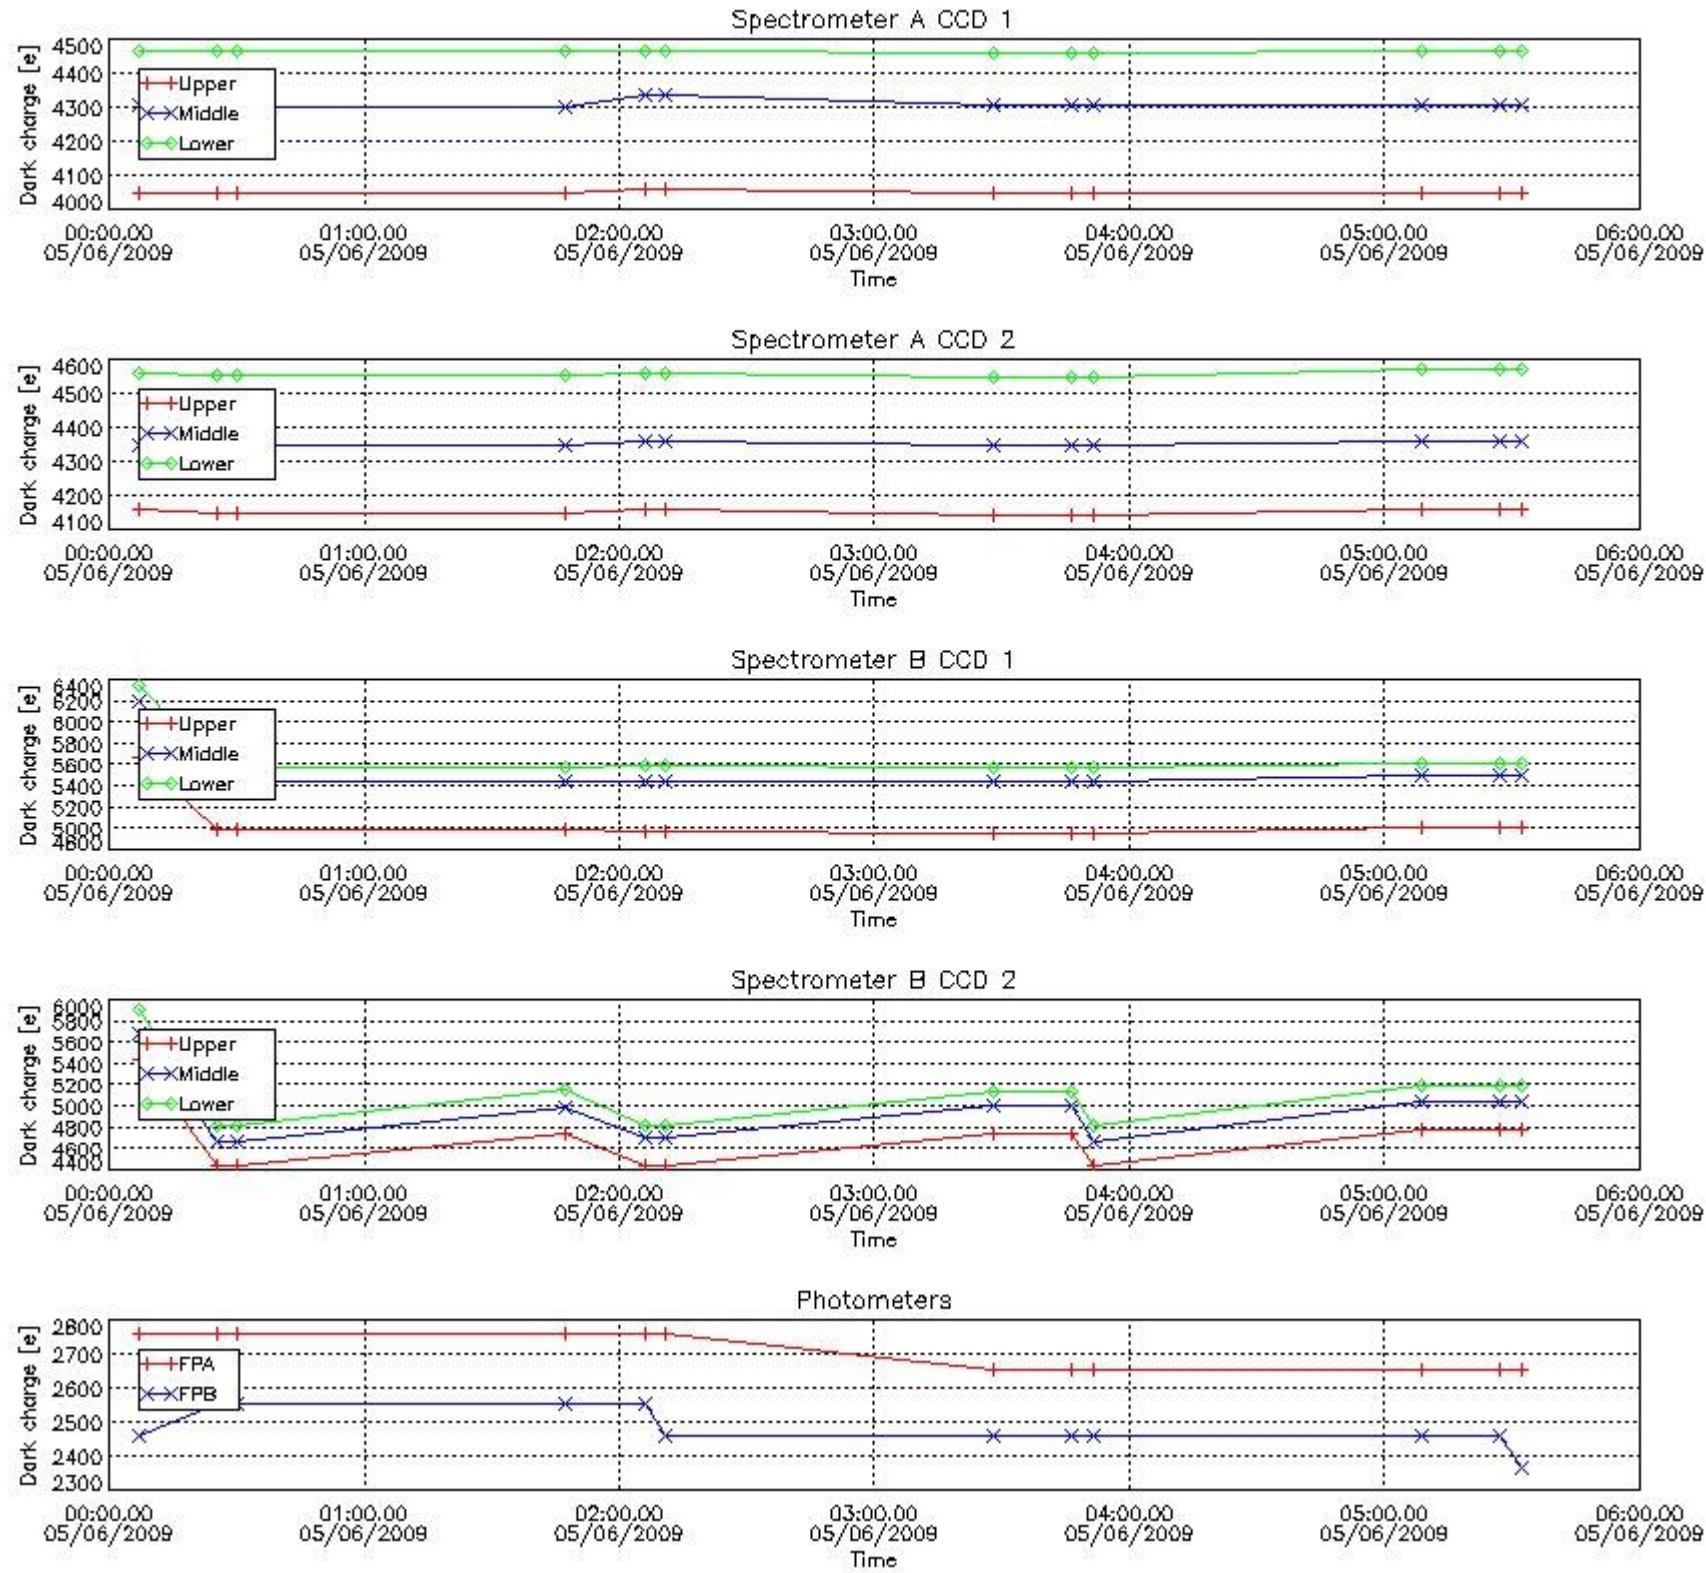 Spectrometer A CCD 1
Dark charge [e]
4500
4400
4300
4200
4100
4000
Upper
Middle
Lower
00:00.00 01:00.00 02:00.00 03:00.00 04:00.00 05:00.00 06:00.00
05/06/2009 05/06/2009 05/06/2009 05/06/2009 05/06/2009 05/06/2009 05/06/2009
Time
Spectrometer A CCD 2
Dark charge [e]
4600
4500
4400
4300
4200
4100
Upper
Middle
Lower
00:00.00 01:00.00 02:00.00 03:00.00 04:00.00 05:00.00 06:00.00
05/06/2009 05/06/2009 05/06/2009 05/06/2009 05/06/2009 05/06/2009 05/06/2009
Time
Spectrometer B CCD 1
Dark charge [e]
6400
6200
6000
5800
5600
5400
5200
5000
4800
Upper
Middle
Lower
00:00.00 01:00.00 02:00.00 03:00.00 04:00.00 05:00.00 06:00.00
05/06/2009 05/06/2009 05/06/2009 05/06/2009 05/06/2009 05/06/2009 05/06/2009
Time
Spectrometer B CCD 2
Dark charge [e]
6000
5800
5600
5400
5200
5000
4800
4600
4400
Upper
Middle
Lower
00:00.00 01:00.00 02:00.00 03:00.00 04:00.00 05:00.00 06:00.00
05/06/2009 05/06/2009 05/06/2009 05/06/2009 05/06/2009 05/06/2009 05/06/2009
Time
Photometers
Dark charge [e]
2800
2700
2600
2500
2400
2300
FPA
FPB
00:00.00 01:00.00 02:00.00 03:00.00 04:00.00 05:00.00 06:00.00
05/06/2009 05/06/2009 05/06/2009 05/06/2009 05/06/2009 05/06/2009 05/06/2009
Time